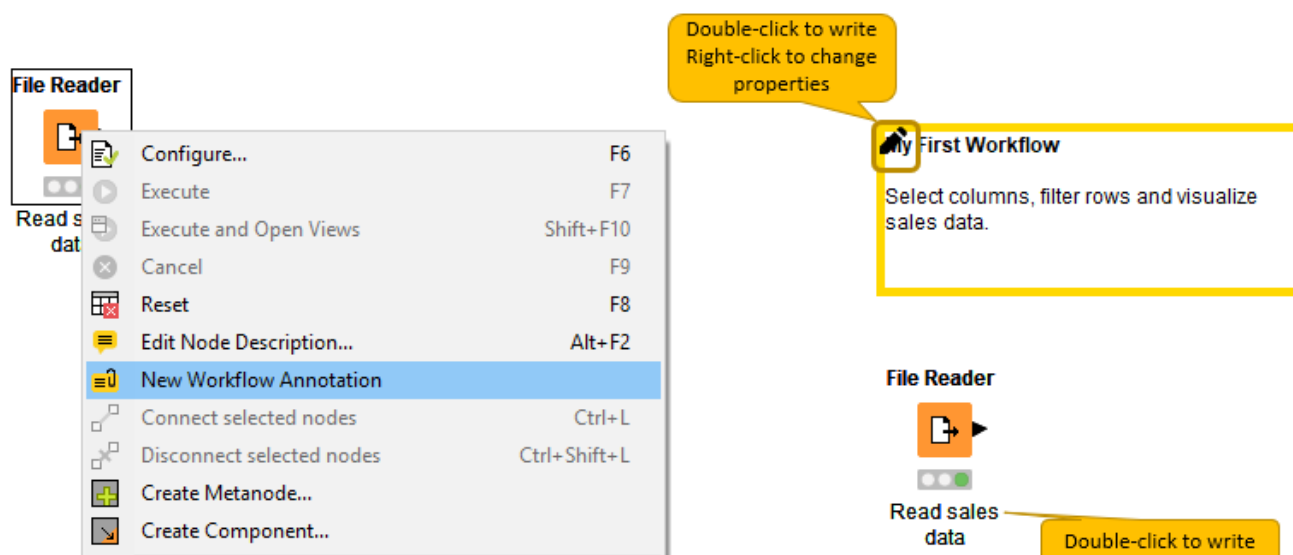 File Reader
Read s
dat
Configure... F6
Execute F7
Execute and Open Views Shift+F10
Cancel F9
Reset F8
Edit Node Description... Alt+F2
New Workflow Annotation
Connect selected nodes Ctrl+L
Disconnect selected nodes Ctrl+Shift+L
Create Metanode...
Create Component...
Double-click to write
Right-click to change
properties
My First Workflow
Select columns, filter rows and visualize
sales data.
File Reader
Read sales
data
Double-click to write